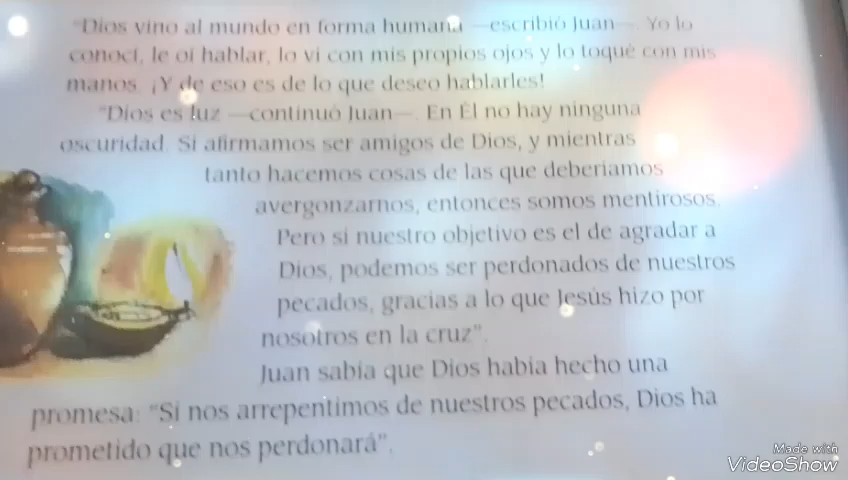 "Dios vino al mundo en forma humana —escribió Juan—. Yo lo
conocí, le oí hablar, lo vi con mis propios ojos y lo toqué con mis
manos. ¡Y de eso es de lo que deseo hablarles!
"Dios es luz —continuó Juan—. En Él no hay ninguna
oscuridad. Si afirmamos ser amigos de Dios, y mientras
tanto hacemos cosas de las que deberíamos
avergonzarnos, entonces somos mentirosos.
Pero si nuestro objetivo es el de agradar a
Dios, podemos ser perdonados de nuestros
pecados, gracias a lo que Jesús hizo por
nosotros en la cruz".
Juan sabía que Dios había hecho una
promesa: "Si nos arrepentimos de nuestros pecados, Dios ha
prometido que nos perdonará".
Made with
VideoShow